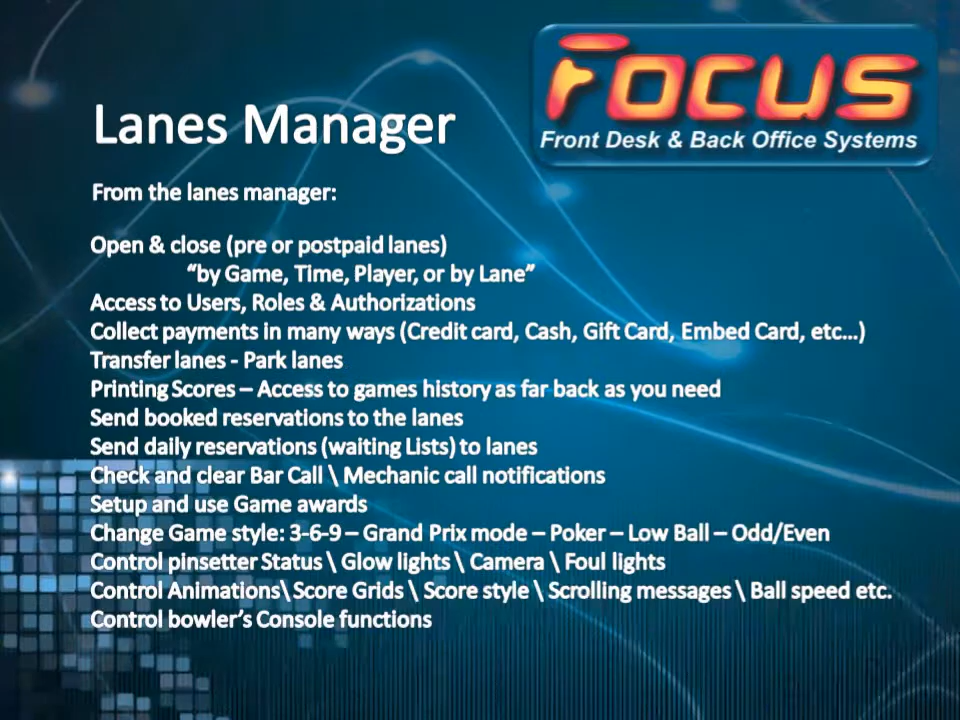 FOCUS
Front Desk & Back Office Systems
Lanes Manager
From the lanes manager:
Open & close (pre or postpaid lanes)
“by Game, Time, Player, or by Lane”
Access to Users, Roles & Authorizations
Collect payments in many ways (Credit card, Cash, Gift Card, Embed Card, etc...)
Transfer lanes - Park lanes
Printing Scores – Access to games history as far back as you need
Send booked reservations to the lanes
Send daily reservations (waiting Lists) to lanes
Check and clear Bar Call \ Mechanic call notifications
Setup and use Game awards
Change Game style: 3-6-9 – Grand Prix mode – Poker – Low Ball – Odd/Even
Control pinsetter Status \ Glow lights \ Camera \ Foul lights
Control Animations\ Score Grids \ Score style \ Scrolling messages \ Ball speed etc.
Control bowler’s Console functions